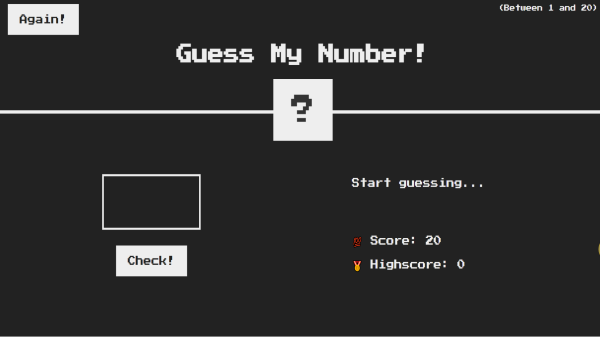 Again!
(Between 1 and 20)
Guess My Number!
?
Start guessing...
Score: 20
Check!
Highscore: 0